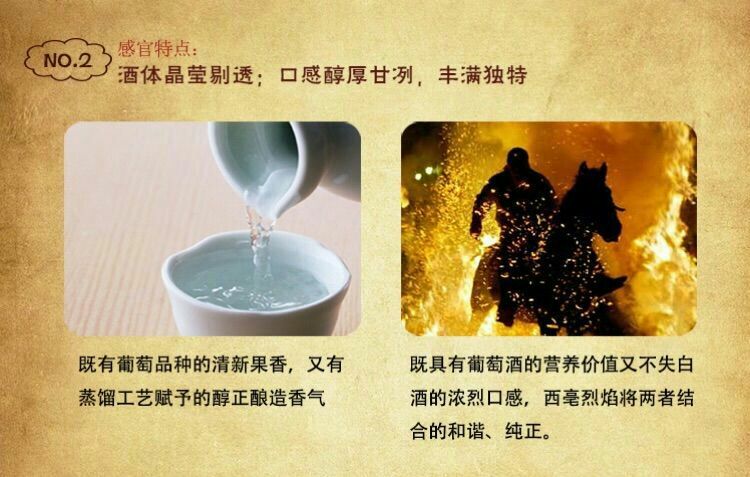 NO.2
感官特点:
酒体晶莹剔透;口感醇厚甘洌,丰满独特
既有葡萄品种的清新果香,又有
蒸馏工艺赋予的醇正酿造香气
既具有葡萄酒的营养价值又不失白
酒的浓烈口感,西亳烈焰将两者结
合的和谐、纯正。